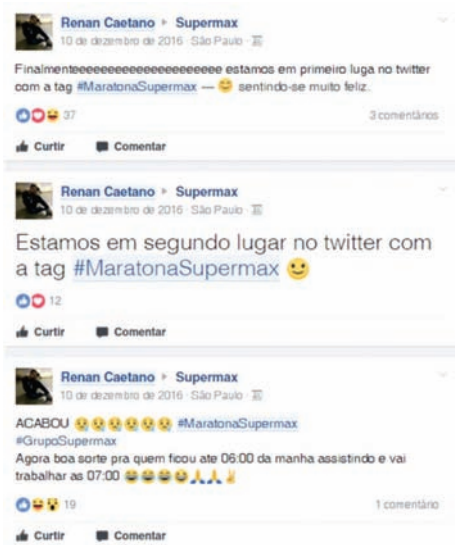 Renan Caetano ▸ Supermax
10 de dezembro de 2016 · São Paulo ·
Finalmenteeeeeeeeeeeeeeeeeeeeee estamos em primeiro luga no twitter
com a tag #MaratonaSupermax — 😊 sentindo-se muito feliz.
37
3 comentários
Curtir Comentar
Renan Caetano ▸ Supermax
10 de dezembro de 2016 · São Paulo ·
Estamos em segundo lugar no twitter com
a tag #MaratonaSupermax 🙂
12
Curtir Comentar
Renan Caetano ▸ Supermax
10 de dezembro de 2016 · São Paulo ·
ACABOU 😢😢😢😢😢😢 #MaratonaSupermax
#GrupoSupermax
Agora boa sorte pra quem ficou ate 06:00 da manha assistindo e vai
trabalhar as 07:00 😂😂😂😂🙏🙏✌
19
1 comentário
Curtir Comentar